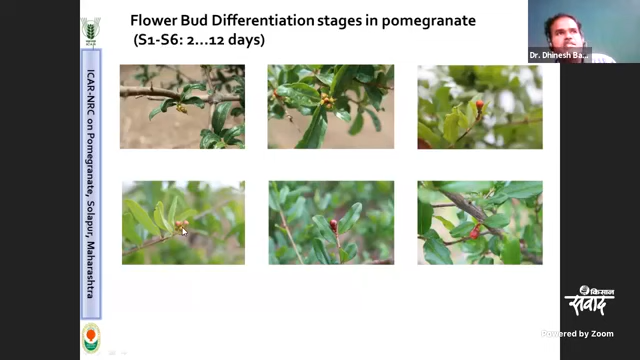 Flower Bud Differentiation stages in pomegranate
(S1-S6: 2...12 days)
Dr. Dhinesh Ba...
ICAR-NRC on Pomegranate, Solapur, Maharashtra
किसान
संवाद
Powered by Zoom